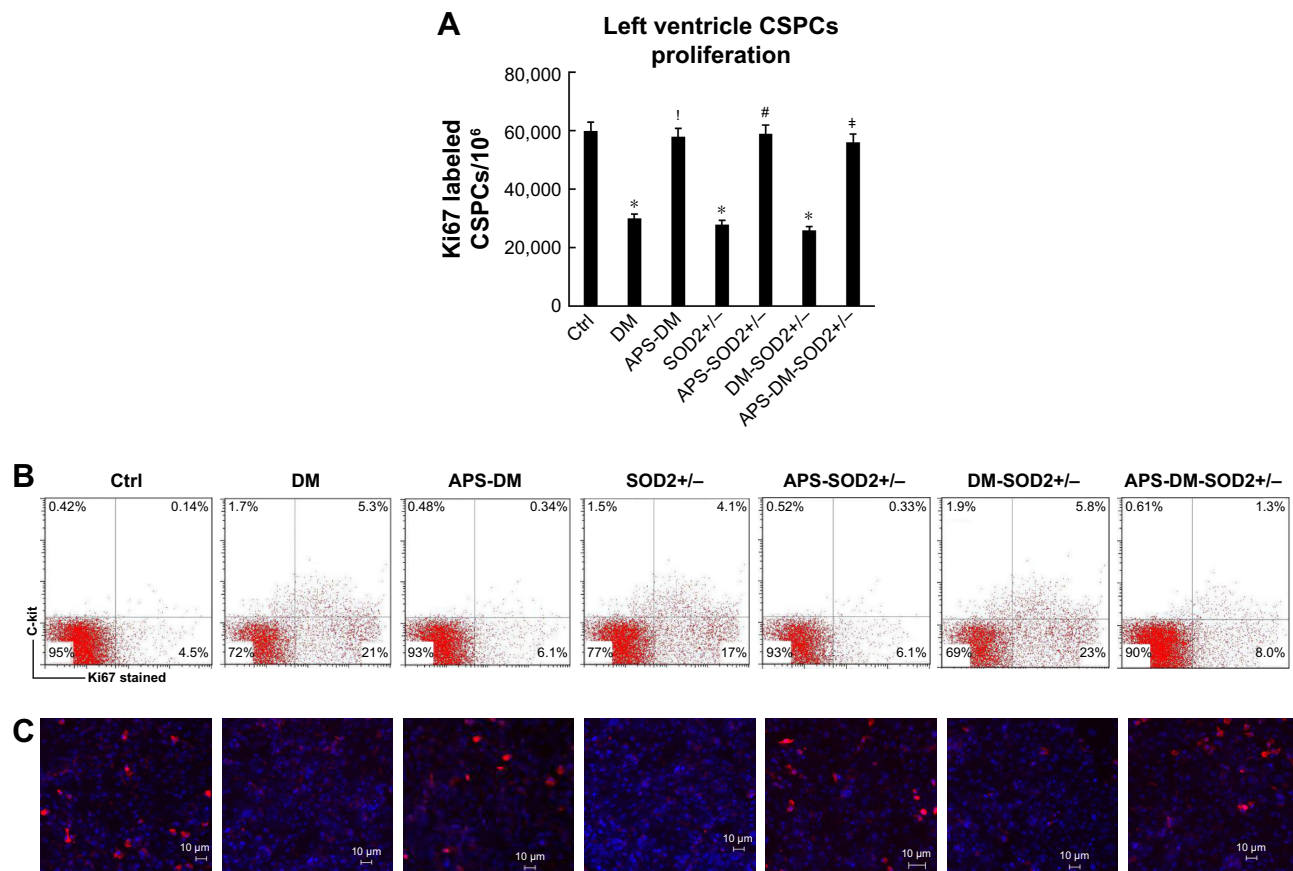 A
Left ventricle CSPCs
proliferation
Ki67 labeled
CSPCs/10⁶
80,000
60,000
40,000
20,000
0
* ! * # * ǂ
Ctrl
DM
APS-DM
SOD2+/–
APS-SOD2+/–
DM-SOD2+/–
APS-DM-SOD2+/–
B
Ctrl DM APS-DM SOD2+/– APS-SOD2+/– DM-SOD2+/– APS-DM-SOD2+/–
0.42% 0.14% 1.7% 5.3% 0.48% 0.34% 1.5% 4.1% 0.52% 0.33% 1.9% 5.8% 0.61% 1.3%
C-kit
95% 4.5% 72% 21% 93% 6.1% 77% 17% 93% 6.1% 69% 23% 90% 8.0%
Ki67 stained
C
10 µm 10 µm 10 µm 10 µm 10 µm 10 µm 10 µm